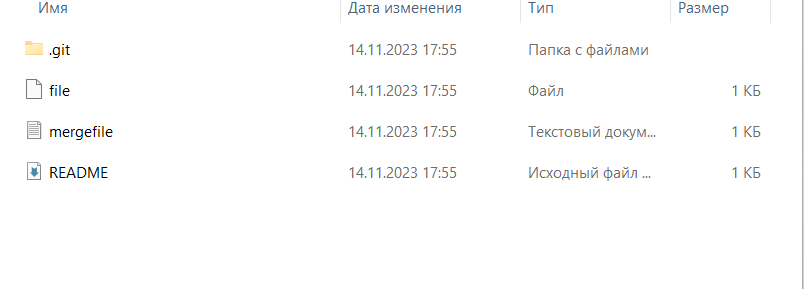 Имя Дата изменения Тип Размер
.git 14.11.2023 17:55 Папка с файлами
file 14.11.2023 17:55 Файл 1 КБ
mergefile 14.11.2023 17:55 Текстовый докум... 1 КБ
README 14.11.2023 17:55 Исходный файл ... 1 КБ